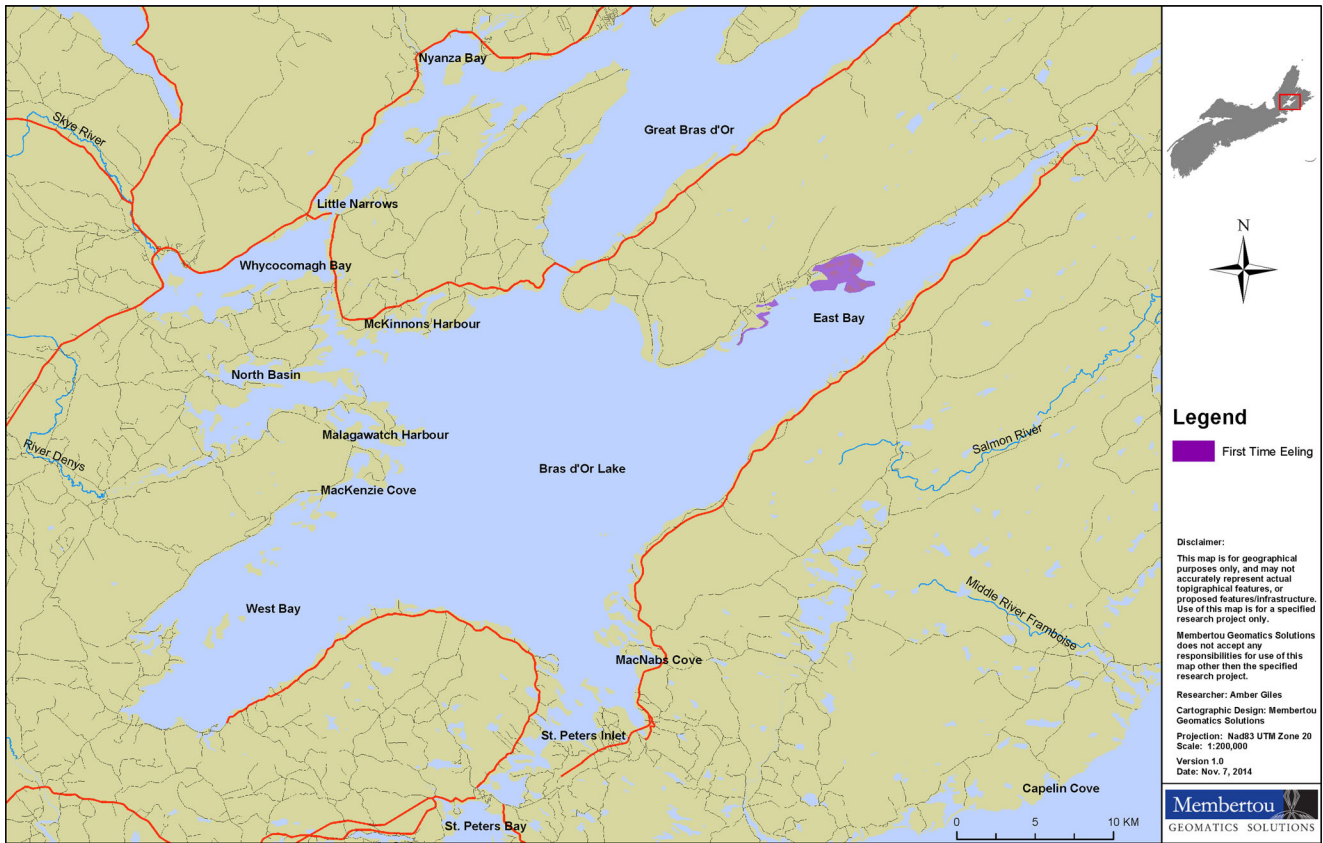 Nyanza Bay
Great Bras d'Or
Skye River
Little Narrows
Whycocomagh Bay
McKinnons Harbour
East Bay
North Basin
Malagawatch Harbour
Salmon River
River Denys
Bras d'Or Lake
MacKenzie Cove
West Bay
Middle River Framboise
MacNabs Cove
St. Peters Inlet
Capelin Cove
St. Peters Bay
0 5 10 KM
N
Legend
First Time Eeling
Disclaimer:
This map is for geographical
purposes only, and may not
accurately represent actual
topigraphical features, or
proposed features/infrastructure.
Use of this map is for a specified
research project only.
Membertou Geomatics Solutions
does not accept any
responsibilities for use of this
map other then the specified
research project.
Researcher: Amber Giles
Cartographic Design: Membertou
Geomatics Solutions
Projection: Nad83 UTM Zone 20
Scale: 1:200,000
Version 1.0
Date: Nov. 7, 2014
Membertou
GEOMATICS SOLUTIONS